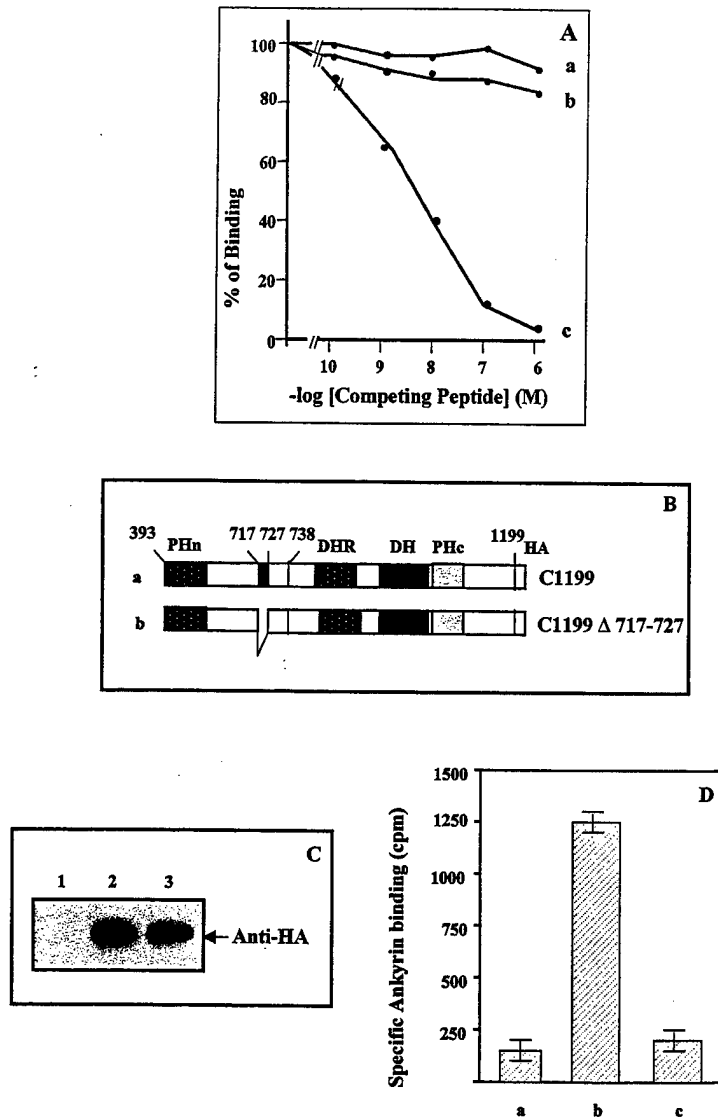 A
100
a
80
b
60
% of Binding
40
20
0
c
10 9 8 7 6
-log [Competing Peptide] (M)
B
393 PHn 717 727 738 DHR DH PHc 1199 HA
a C1199
b C1199 Δ 717-727
C
1 2 3
Anti-HA
D
1500
1250
1000
750
500
250
Specific Ankyrin binding (cpm)
a b c